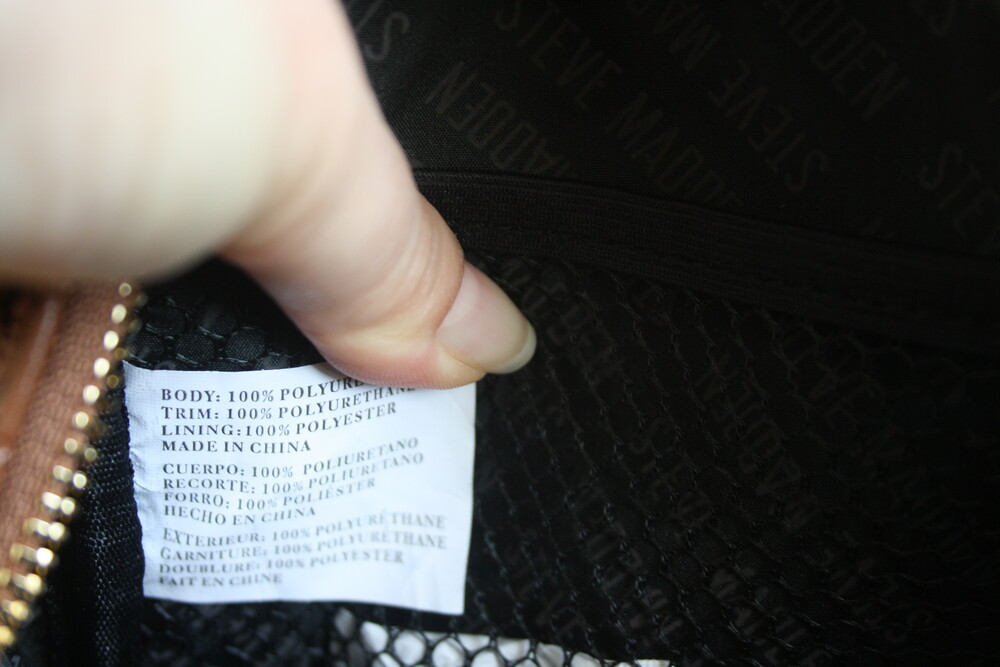 STEVE MADDEN
STEVE MADDEN
BODY: 100% POLYURE
TRIM: 100% POLYURETHANE
LINING:100% POLYESTER
MADE IN CHINA
CUERPO: 100% POLIURETANO
RECORTE: 100% POLIURETANO
FORRO: 100% POLIÉSTER
HECHO EN CHINA
EXTERIEUR: 100% POLYURÉTHANE
GARNITURE: 100% POLYURÉTHANE
DOUBLURE: 100% POLYESTER
FAIT EN CHINE